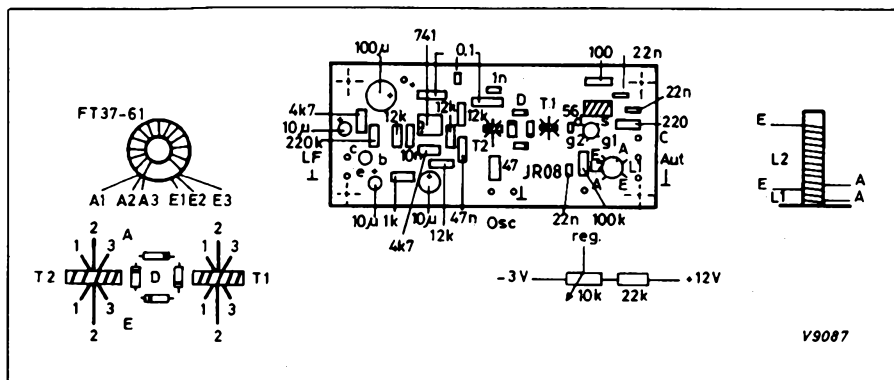 741
100μ
0.1
1n
100
22n
22n
4k7
12k
12k
12k
D
T1
56
s
g2
g1
220
10μ
220k
10n
T2
C
LF
c
b
e
47
JR08
E
A
L
E
A
Aut
⊥
10μ
1k
10μ
4k7
12k
47n
Osc
⊥
22n
100k
FT37-61
A1
A2
A3
E1
E2
E3
A
2
1
3
T2
1
3
2
D
E
2
1
3
T1
1
3
2
reg.
-3V
10k
22k
+12V
E
L2
E
L1
A
A
V9087